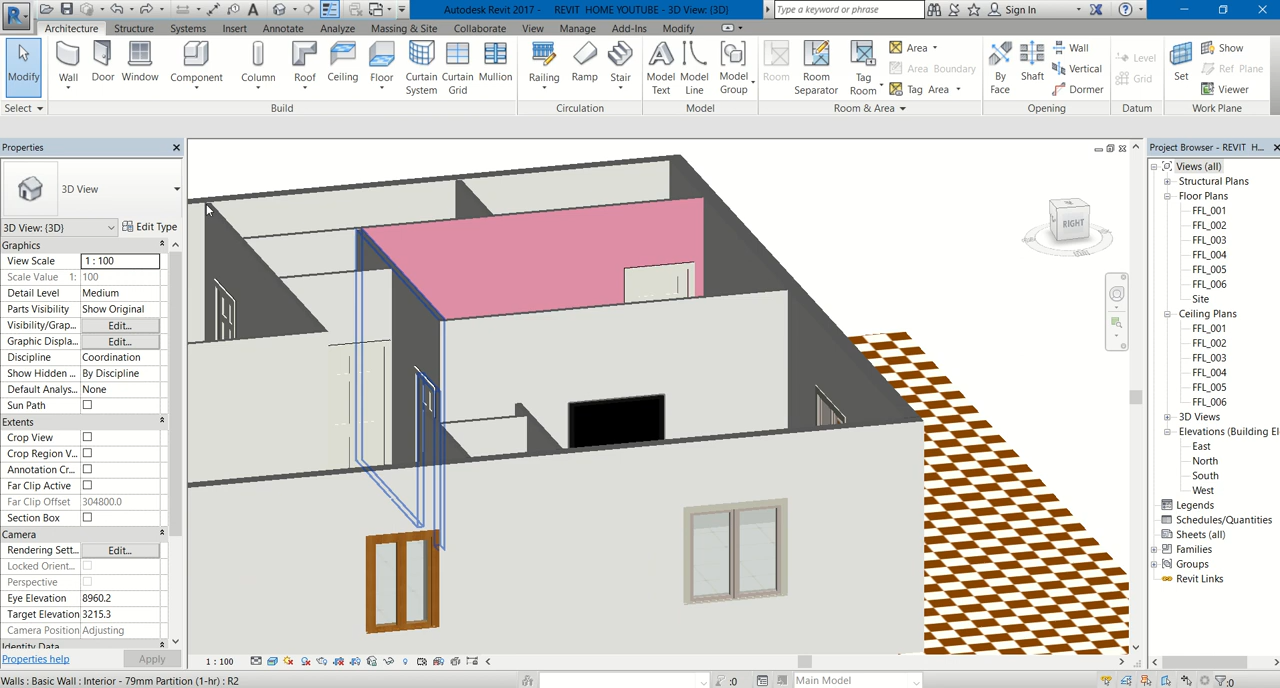 Autodesk Revit 2017 - REVIT HOME YOUTUBE - 3D View: {3D}
Type a keyword or phrase
Sign In
Architecture Structure Systems Insert Annotate Analyze Massing & Site Collaborate View Manage Add-Ins Modify
Modify Wall Door Window Component Column Roof Ceiling Floor Curtain System Curtain Grid Mullion Railing Ramp Stair Model Text Model Line Model Group Room Room Separator Tag Room
Area
Area Boundary
Tag Area
By Face Shaft
Wall
Vertical
Dormer
Level
Grid
Set
Show
Ref Plane
Viewer
Select Build Circulation Model Room & Area Opening Datum Work Plane
Properties
3D View
3D View: {3D} Edit Type
Graphics
View Scale 1 : 100
Scale Value 1: 100
Detail Level Medium
Parts Visibility Show Original
Visibility/Grap... Edit...
Graphic Displa... Edit...
Discipline Coordination
Show Hidden ... By Discipline
Default Analys... None
Sun Path
Extents
Crop View
Crop Region V...
Annotation Cr...
Far Clip Active
Far Clip Offset 304800.0
Section Box
Camera
Rendering Sett... Edit...
Locked Orient...
Perspective
Eye Elevation 8960.2
Target Elevation 3215.3
Camera Position Adjusting
Identity Data
Properties help Apply
RIGHT
1 : 100
Project Browser - REVIT H...
Views (all)
Structural Plans
Floor Plans
FFL_001
FFL_002
FFL_003
FFL_004
FFL_005
FFL_006
Site
Ceiling Plans
FFL_001
FFL_002
FFL_003
FFL_004
FFL_005
FFL_006
3D Views
Elevations (Building El
East
North
South
West
Legends
Schedules/Quantities
Sheets (all)
Families
Groups
Revit Links
Walls : Basic Wall : Interior - 79mm Partition (1-hr) : R2
:0
Main Model
:0